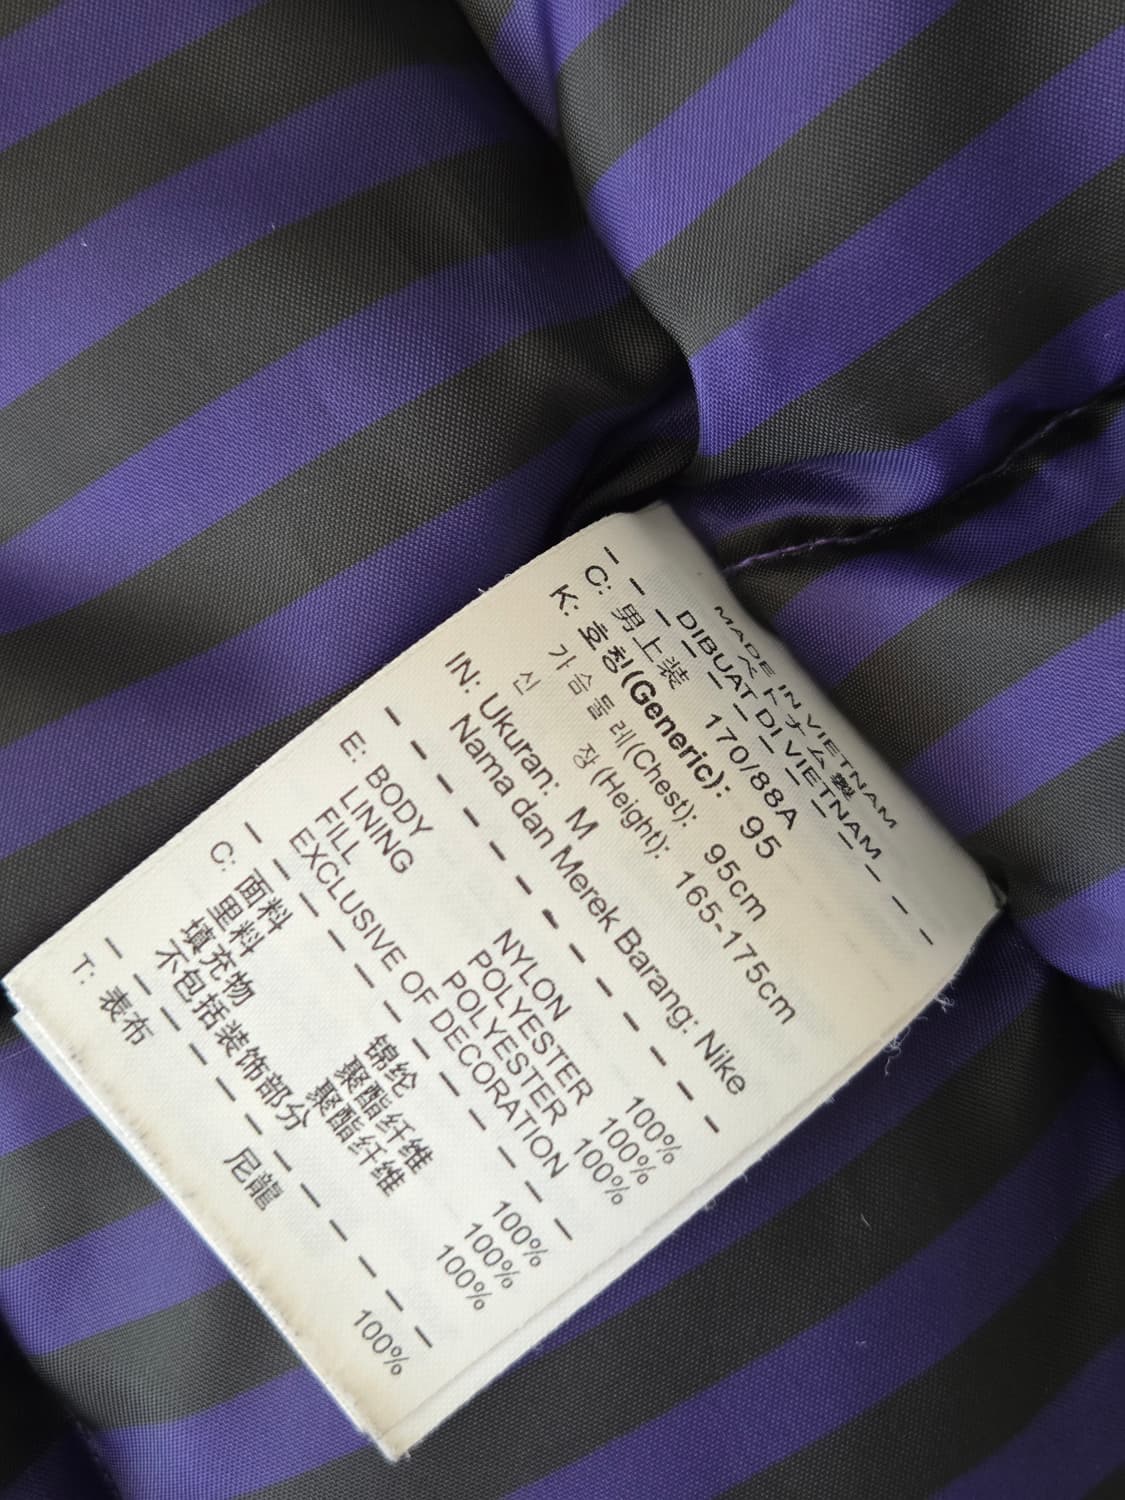 MADE IN VIETNAM
ベトナム製
DIBUAT DI VIETNAM
C: 男上装 170/88A
K: 호칭(Generic): 95
가슴둘레(Chest): 95cm
신 장 (Height): 165-175cm
IN: Ukuran: M
Nama dan Merek Barang: Nike
E: BODY NYLON 100%
LINING POLYESTER 100%
FILL POLYESTER 100%
EXCLUSIVE OF DECORATION
C: 面料 锦纶 100%
里料 聚酯纤维 100%
填充物 聚酯纤维 100%
不包括装饰部分
T: 表布 尼龍 100%